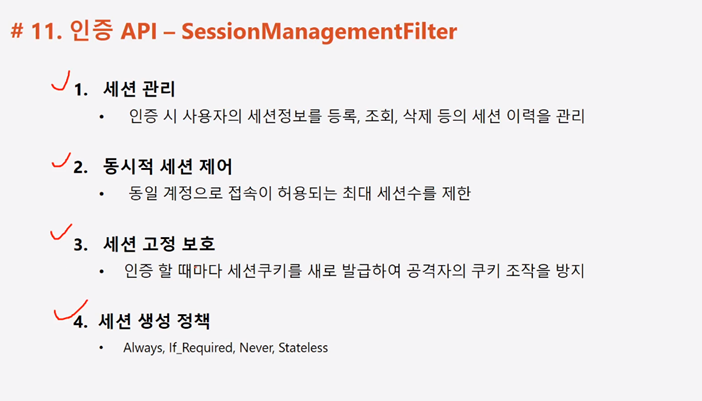 # 11. 인증 API – SessionManagementFilter
1. 세션 관리
• 인증 시 사용자의 세션정보를 등록, 조회, 삭제 등의 세션 이력을 관리
2. 동시적 세션 제어
• 동일 계정으로 접속이 허용되는 최대 세션수를 제한
3. 세션 고정 보호
• 인증 할 때마다 세션쿠키를 새로 발급하여 공격자의 쿠키 조작을 방지
4. 세션 생성 정책
• Always, If_Required, Never, Stateless